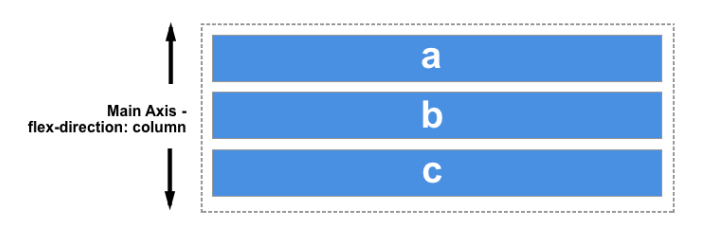 a
Main Axis -
flex-direction: column
b
c